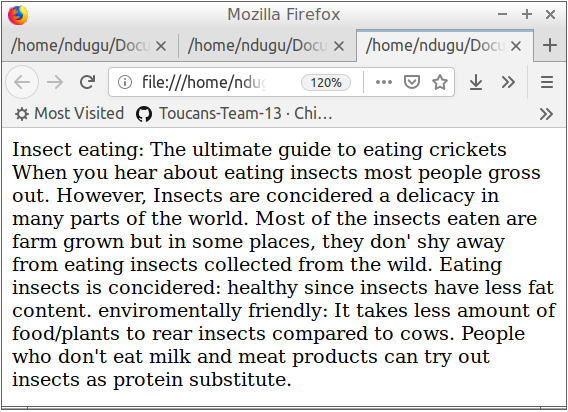 Mozilla Firefox
/home/ndugu/Docu
/home/ndugu/Docu
/home/ndugu/Docu
file:///home/ndug
120%
Most Visited
Toucans-Team-13 · Chi…
Insect eating: The ultimate guide to eating crickets
When you hear about eating insects most people gross
out. However, Insects are concidered a delicacy in
many parts of the world. Most of the insects eaten are
farm grown but in some places, they don' shy away
from eating insects collected from the wild. Eating
insects is concidered: healthy since insects have less fat
content. enviromentally friendly: It takes less amount of
food/plants to rear insects compared to cows. People
who don't eat milk and meat products can try out
insects as protein substitute.